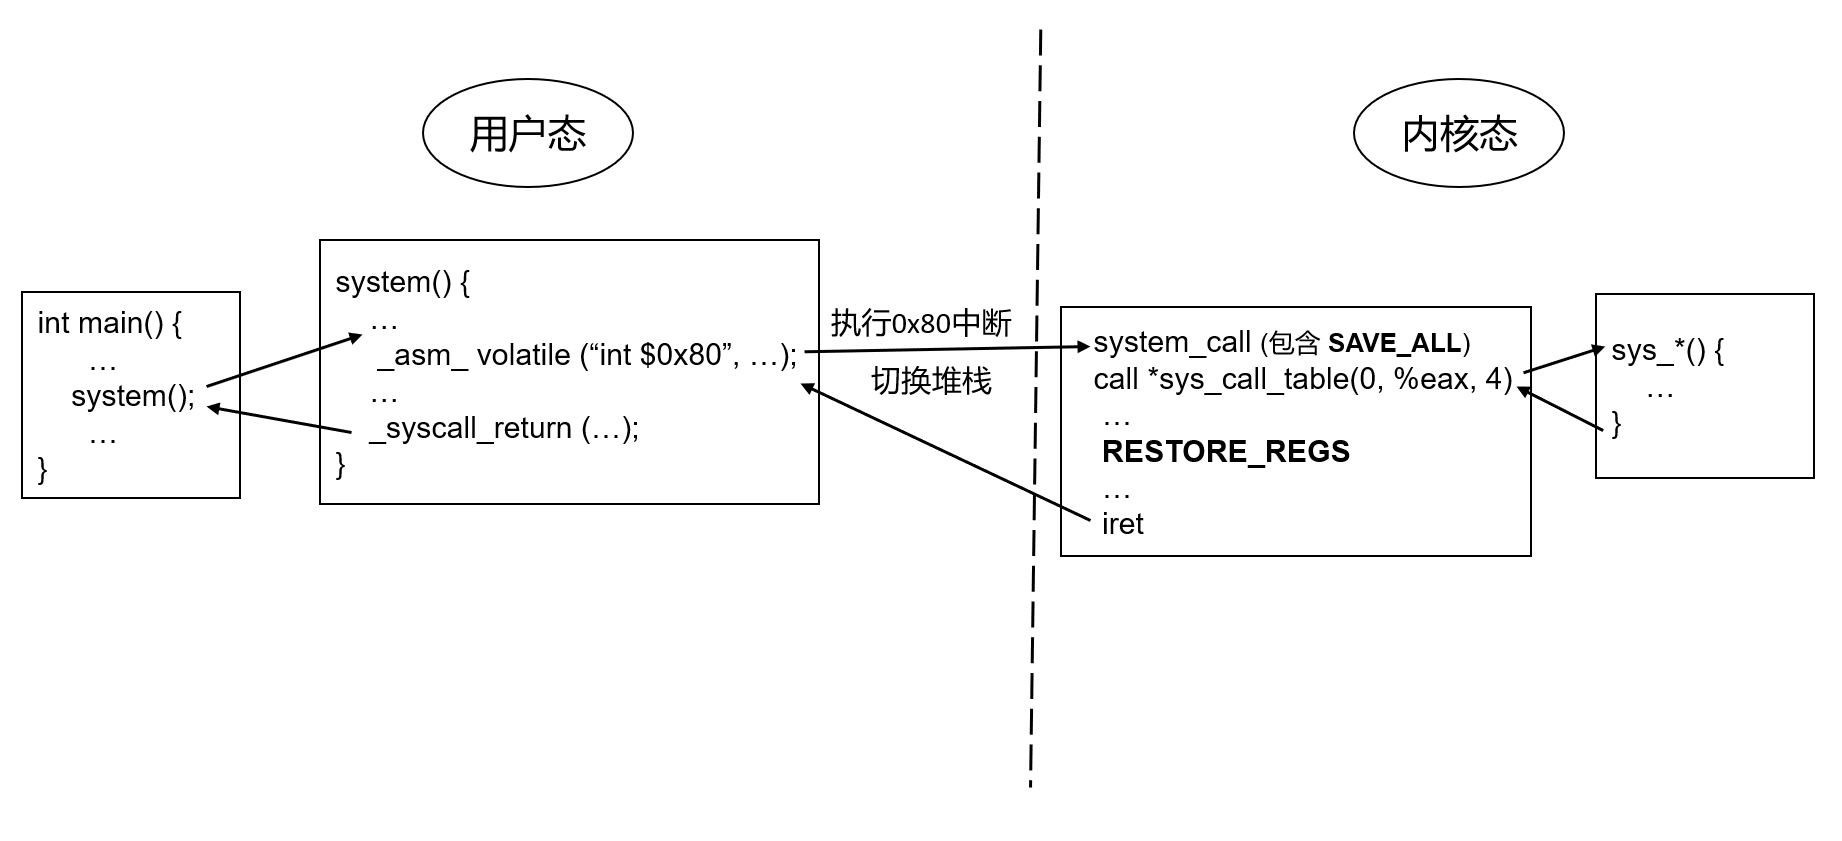 用户态
内核态
int main() {
…
system();
…
}
system() {
…
_asm_ volatile (“int $0x80”, …);
…
_syscall_return (…);
}
执行0x80中断
切换堆栈
system_call (包含 SAVE_ALL)
call *sys_call_table(0, %eax, 4)
…
RESTORE_REGS
…
iret
sys_*() {
…
}